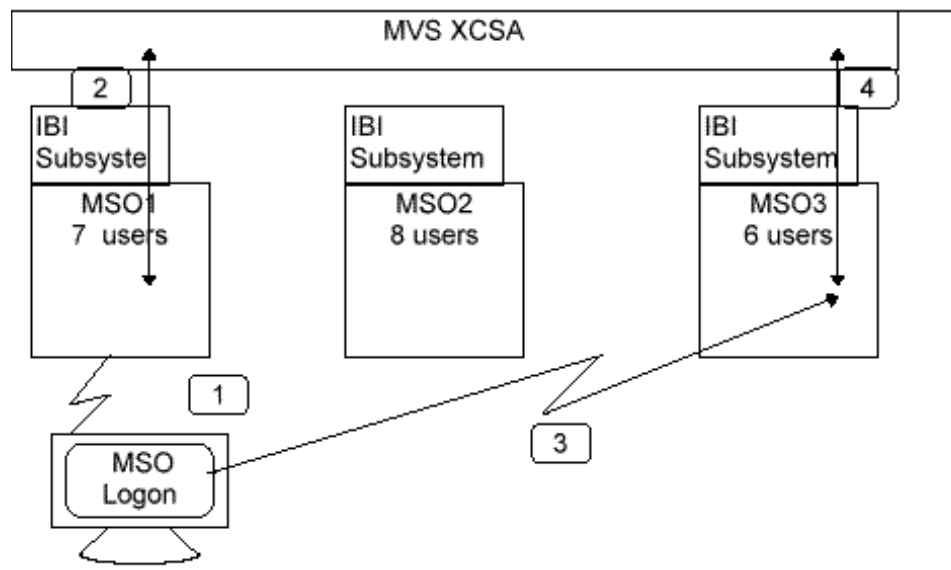 MVS XCSA
2
4
IBI
Subsyste
IBI
Subsystem
IBI
Subsystem
MSO1
7 users
MSO2
8 users
MSO3
6 users
1
3
MSO
Logon